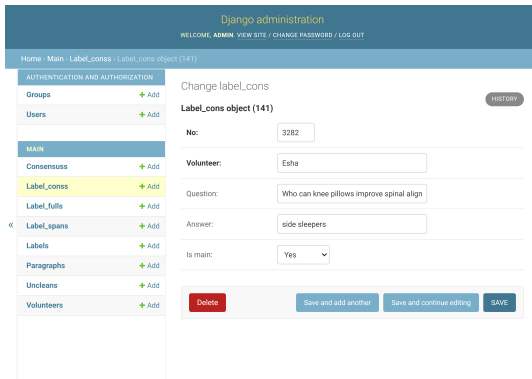 Django administration
WELCOME, ADMIN. VIEW SITE / CHANGE PASSWORD / LOG OUT
Home › Main › Label_conss › Label_cons object (141)
AUTHENTICATION AND AUTHORIZATION
Groups + Add
Users + Add
MAIN
Consensuss + Add
Label_conss + Add
Label_fulls + Add
Label_spans + Add
Labels + Add
Paragraphs + Add
Uncleans + Add
Volunteers + Add
«
Change label_cons
HISTORY
Label_cons object (141)
No: 3282
Volunteer: Esha
Question: Who can knee pillows improve spinal align
Answer: side sleepers
Is main: Yes
Delete Save and add another Save and continue editing SAVE